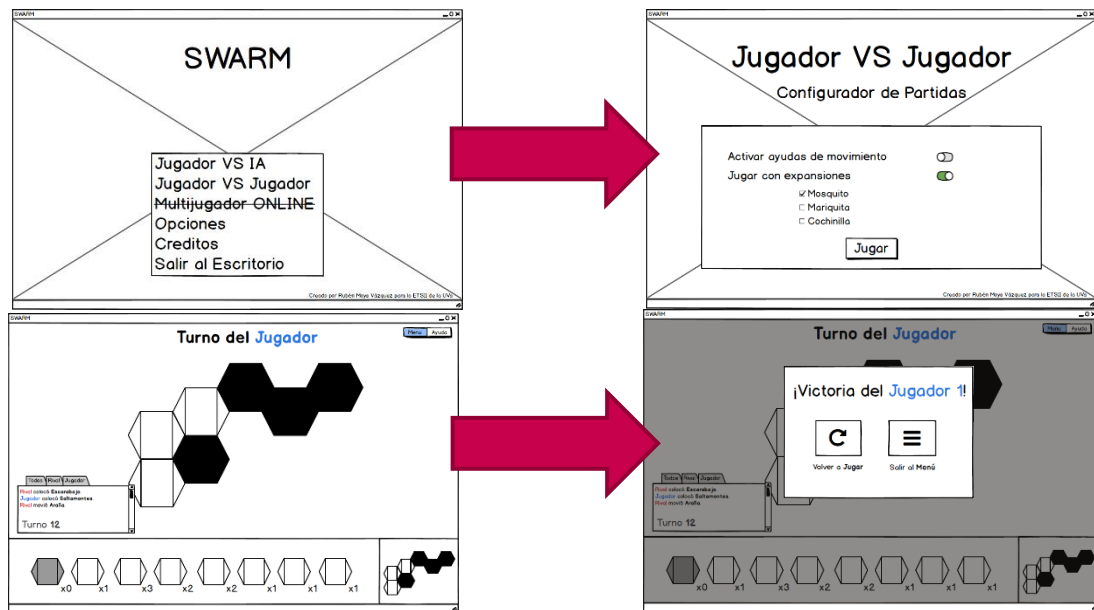 SWARM
SWARM
Jugador VS IA
Jugador VS Jugador
Multijugador ONLINE
Opciones
Creditos
Salir al Escritorio
Creado por Rubén Maya Vázquez para la ETSII de la UVa
SWARM
Jugador VS Jugador
Configurador de Partidas
Activar ayudas de movimiento
Jugar con expansiones
Mosquito
Mariquita
Cochinilla
Jugar
Creado por Rubén Maya Vázquez para la ETSII de la UVa
SWARM
Turno del Jugador
Menu Ayuda
Todos Rival Jugador
Rival colocó Escarabajo
Jugador colocó Saltamontes
Rival movió Araña
Turno 12
x0 x1 x3 x2 x2 x1 x1 x1
SWARM
Turno del Jugador
Menu Ayuda
¡Victoria del Jugador 1!
Volver a Jugar Salir al Menú
Todos Jugador
Rival colocó Escarabajo
Jugador colocó Saltamontes
Rival movió Araña
Turno 12
x0 x1 x3 x2 x2 x1 x1 x1